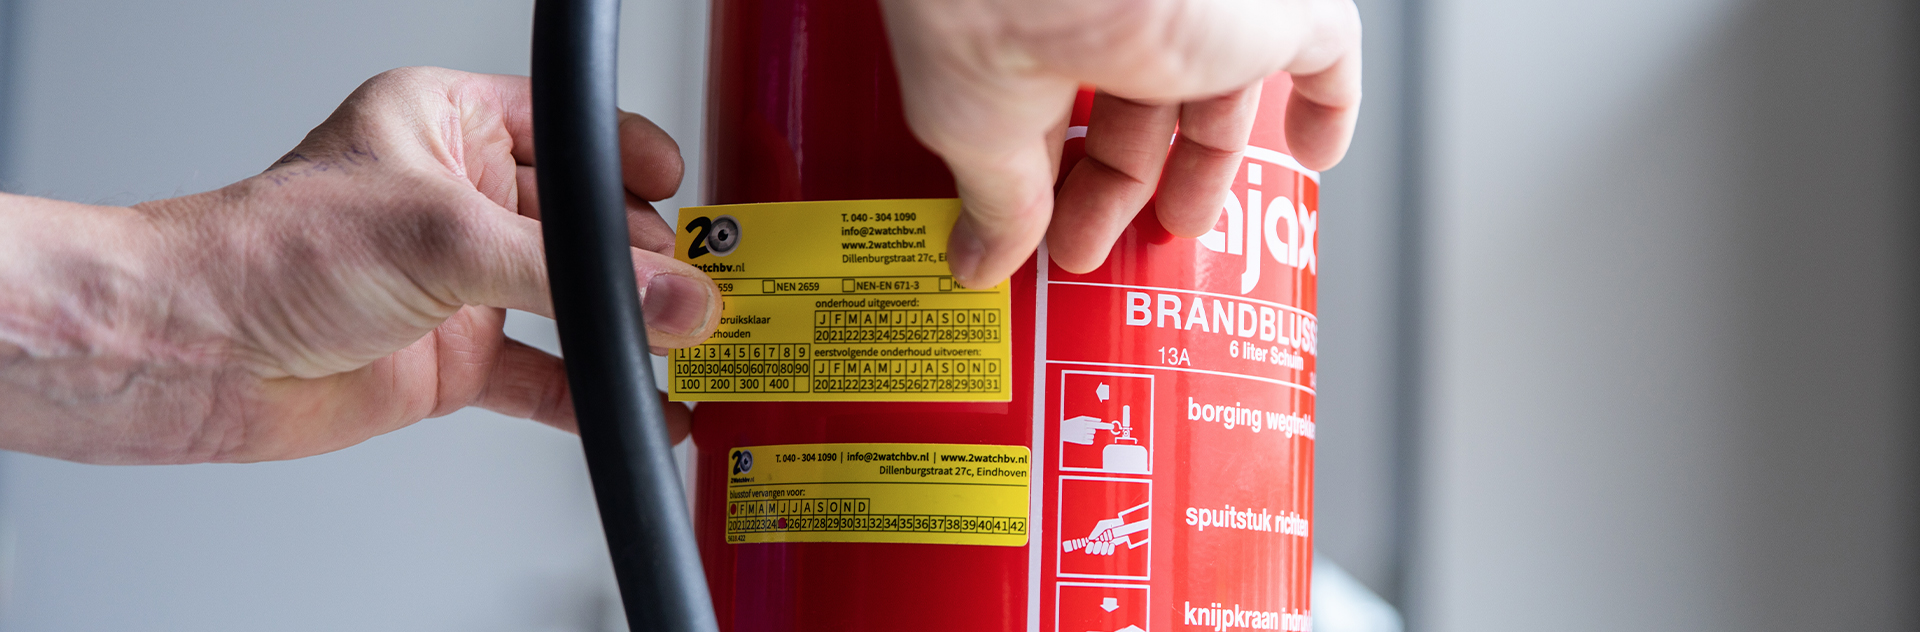 20
T. 040 - 304 1090
info@2watchbv.nl
www.2watchbv.nl
Dillenburgstraat 27c,
NEN 2659
NEN-EN 671-3
onderhoud uitgevoerd:
J F M A M J J A S O N D
20 21 22 23 24 25 26 27 28 29 30 31
1 2 3 4 5 6 7 8 9
10 20 30 40 50 60 70 80 90
100 200 300 400
eerstvolgende onderhoud uitvoeren:
J F M A M J J A S O N D
20 21 22 23 24 25 26 27 28 29 30 31
20
2Watchbv.nl
T. 040 - 304 1090 | info@2watchbv.nl | www.2watchbv.nl
Dillenburgstraat 27c, Eindhoven
blusstof vervangen voor:
F M A M J J A S O N D
20 21 22 23 24 26 27 28 29 30 31 32 34 35 36 37 38 39 40 41 42
ajax
13A
6 liter Schuim
borging
spuitstuk richten
knijpkraan